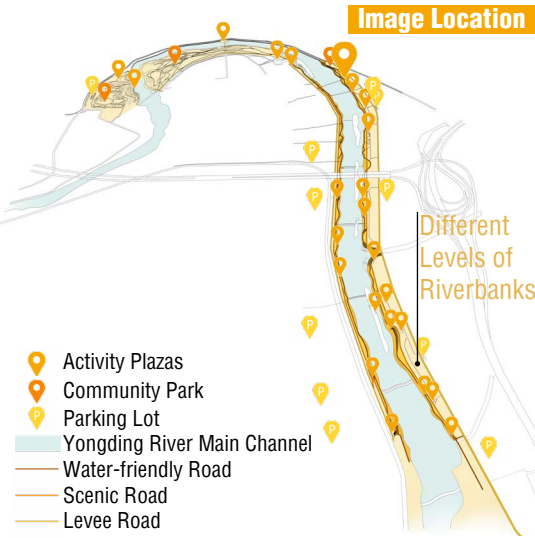 Image Location
P
P
P
P
P
P
Different
Levels of
Riverbanks
P
P
P
P
P
Activity Plazas
Community Park
P Parking Lot
Yongding River Main Channel
Water-friendly Road
Scenic Road
Levee Road